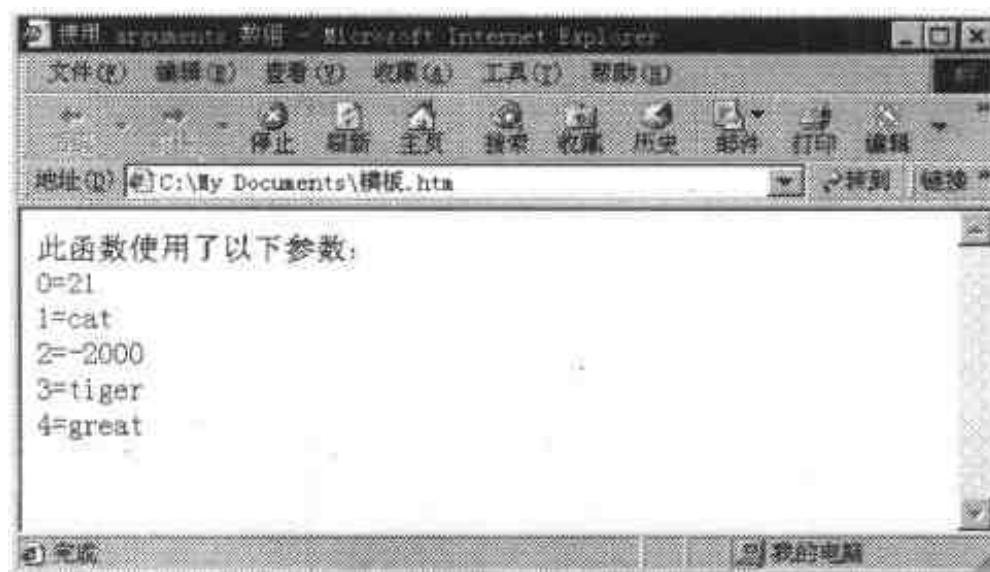 使用 arguments 数组 - Microsoft Internet Explorer
文件(F) 编辑(E) 查看(V) 收藏(A) 工具(T) 帮助(H)
停止 刷新 主页 搜索 收藏 历史 邮件 打印 编辑
地址(D) C:\My Documents\模板.htm 转到 链接 »
此函数使用了以下参数:
0=21
1=cat
2=-2000
3=tiger
4=great
完成 我的电脑